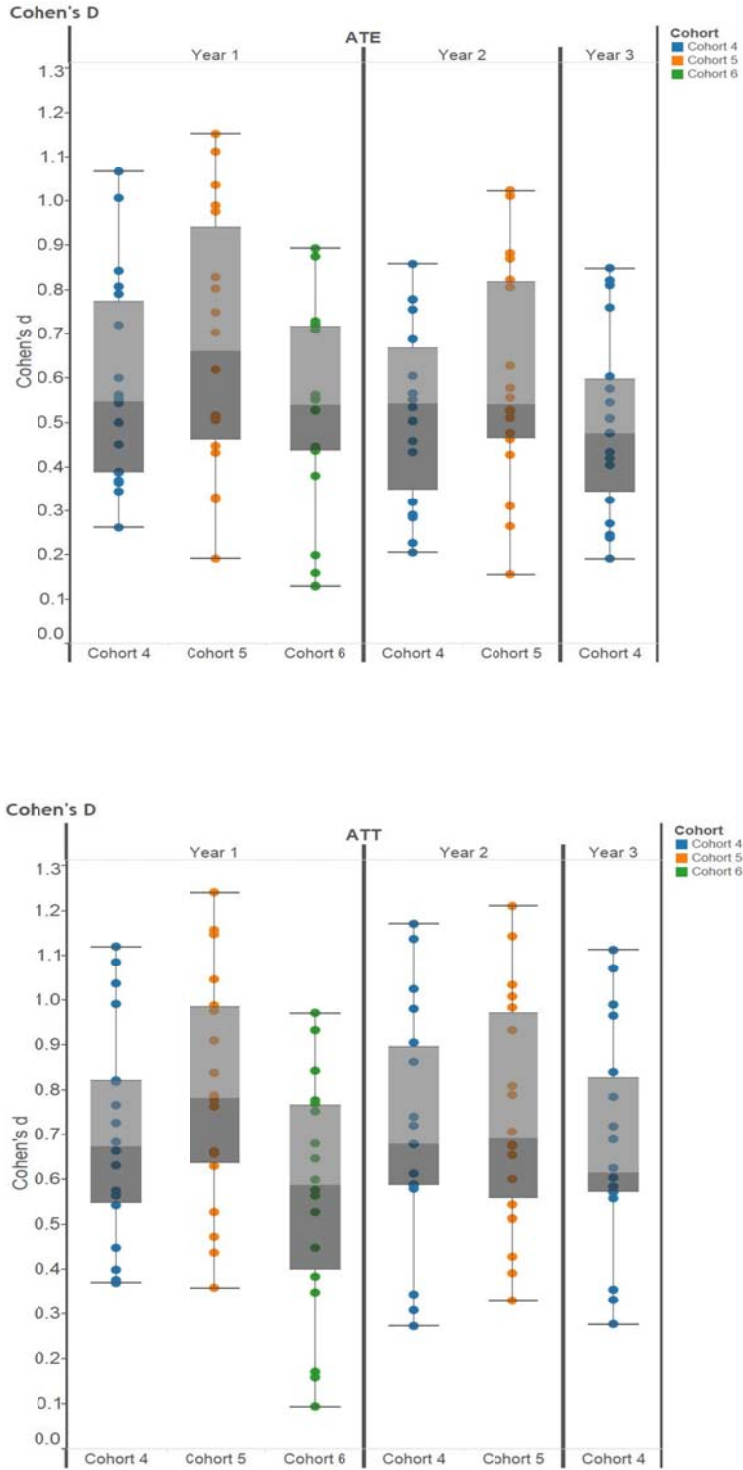 Cohen's D
ATE
Year 1 Year 2 Year 3
Cohort
Cohort 4
Cohort 5
Cohort 6
1.3
1.2
1.1
1.0
0.9
0.8
0.7
0.6
0.5
0.4
0.3
0.2
0.1
0.0
Cohen's d
Cohort 4 Cohort 5 Cohort 6 Cohort 4 Cohort 5 Cohort 4
Cohen's D
ATT
Year 1 Year 2 Year 3
Cohort
Cohort 4
Cohort 5
Cohort 6
1.3
1.2
1.1
1.0
0.9
0.8
0.7
0.6
0.5
0.4
0.3
0.2
0.1
0.0
Cohen's d
Cohort 4 Cohort 5 Cohort 6 Cohort 4 Cohort 5 Cohort 4